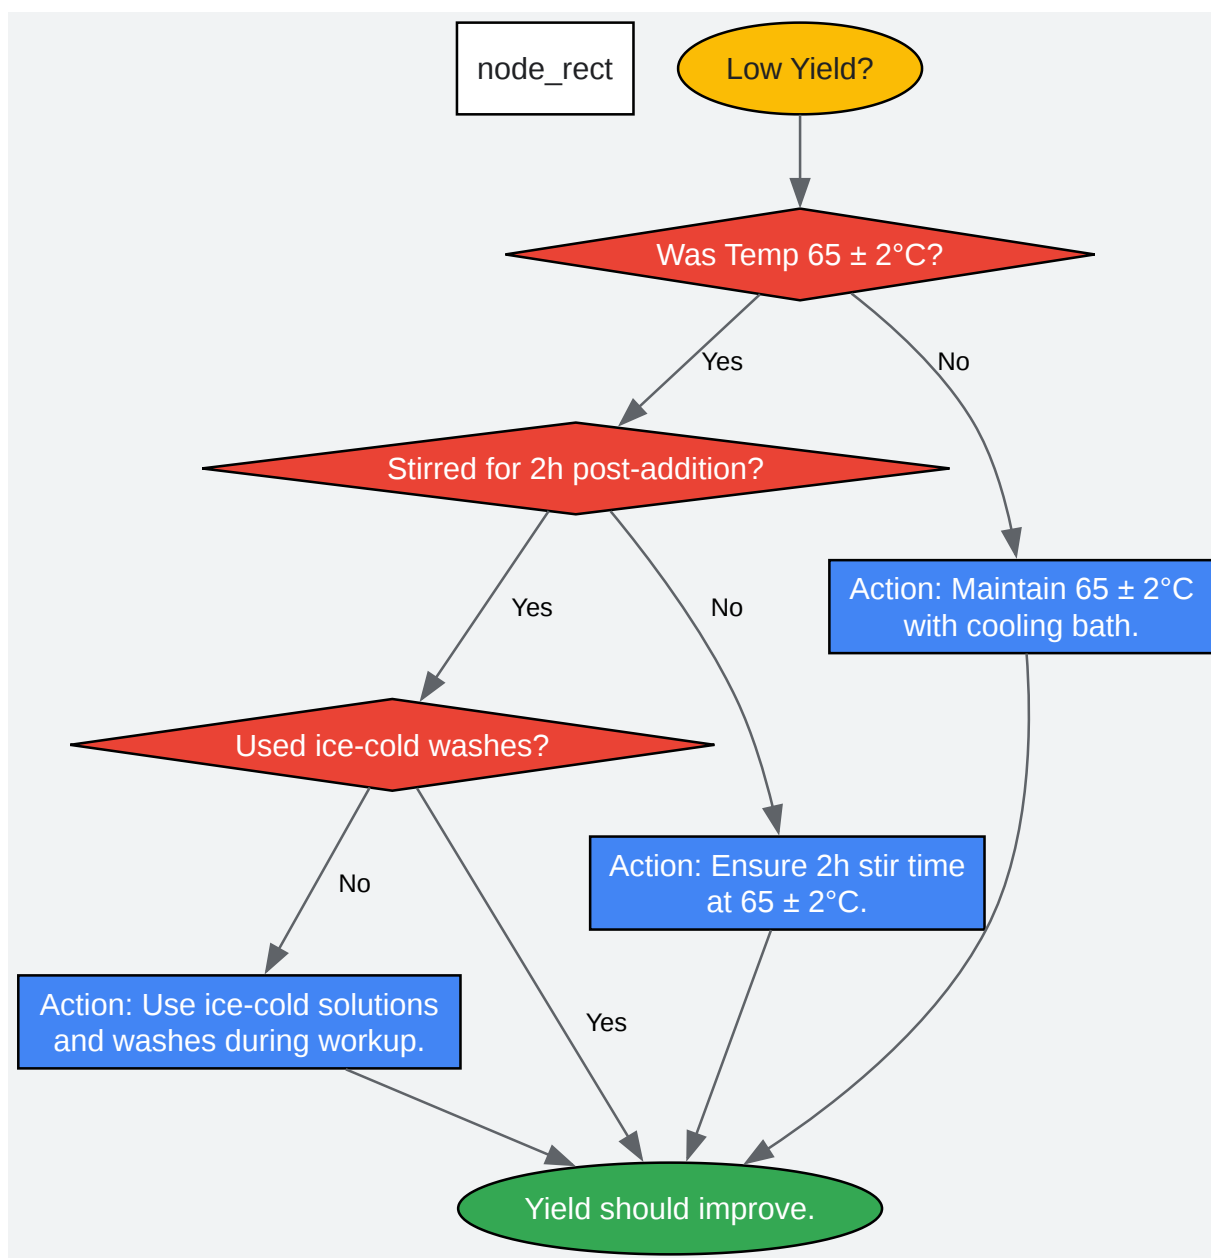 node_rect
Low Yield?
Was Temp 65 ± 2°C?
Yes
No
Stirred for 2h post-addition?
Yes
No
Action: Maintain 65 ± 2°C
with cooling bath.
Used ice-cold washes?
No
Yes
Action: Ensure 2h stir time
at 65 ± 2°C.
Action: Use ice-cold solutions
and washes during workup.
Yield should improve.